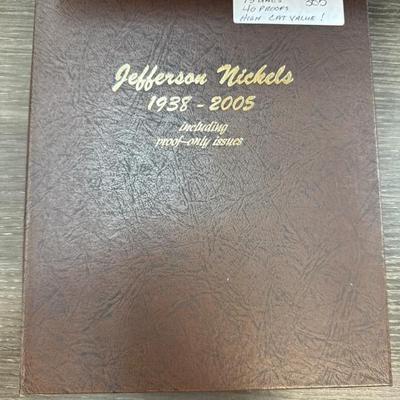 40 PROOFS
HIGH CAT VALUE!
Jefferson Nickels
1938 - 2005
including
proof-only issues